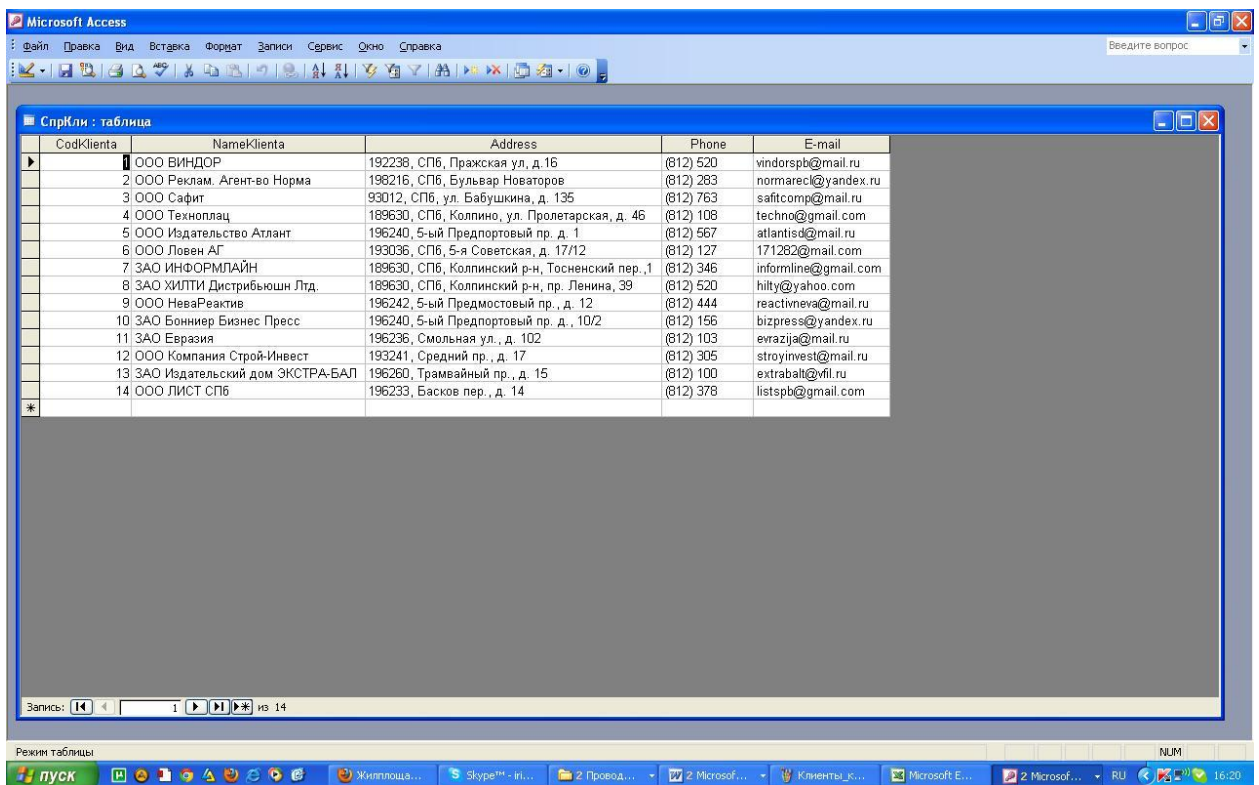 Microsoft Access
Файл Правка Вид Вставка Формат Записи Сервис Окно Справка Введите вопрос
СпрКли : таблица
CodKlienta NameKlienta Address Phone E-mail
1 ООО ВИНДОР 192238, СПб, Пражская ул, д.16 (812) 520 vindorspb@mail.ru
2 ООО Реклам. Агент-во Норма 198216, СПб, Бульвар Новаторов (812) 283 normarecl@yandex.ru
3 ООО Сафит 93012, СПб, ул. Бабушкина, д. 135 (812) 763 safitcomp@mail.ru
4 ООО Техноплац 189630, СПб, Колпино, ул. Пролетарская, д. 46 (812) 108 techno@gmail.com
5 ООО Издательство Атлант 196240, 5-ый Предпортовый пр. д. 1 (812) 567 atlantisd@mail.ru
6 ООО Ловен АГ 193036, СПб, 5-я Советская, д. 17/12 (812) 127 171282@mail.com
7 ЗАО ИНФОРМЛАЙН 189630, СПб, Колпинский р-н, Тосненский пер.,1 (812) 346 informline@gmail.com
8 ЗАО ХИЛТИ Дистрибьюшн Лтд. 189630, СПб, Колпинский р-н, пр. Ленина, 39 (812) 520 hilty@yahoo.com
9 ООО НеваРеактив 196242, 5-ый Предмостовый пр., д. 12 (812) 444 reactivneva@mail.ru
10 ЗАО Бонниер Бизнес Пресс 196240, 5-ый Предпортовый пр. д., 10/2 (812) 156 bizpress@yandex.ru
11 ЗАО Евразия 196236, Смольная ул., д. 102 (812) 103 evrazija@mail.ru
12 ООО Компания Строй-Инвест 193241, Средний пр., д. 17 (812) 305 stroyinvest@mail.ru
13 ЗАО Издательский дом ЭКСТРА-БАЛ 196260, Трамвайный пр., д. 15 (812) 100 extrabalt@vfil.ru
14 ООО ЛИСТ СПб 196233, Басков пер., д. 14 (812) 378 listspb@gmail.com
Запись: 1 из 14
Режим таблицы NUM
пуск Жилплоща... Skype™ - iri... 2 Провод... 2 Microsof... Клиенты_к... Microsoft E... 2 Microsof... RU 16:20